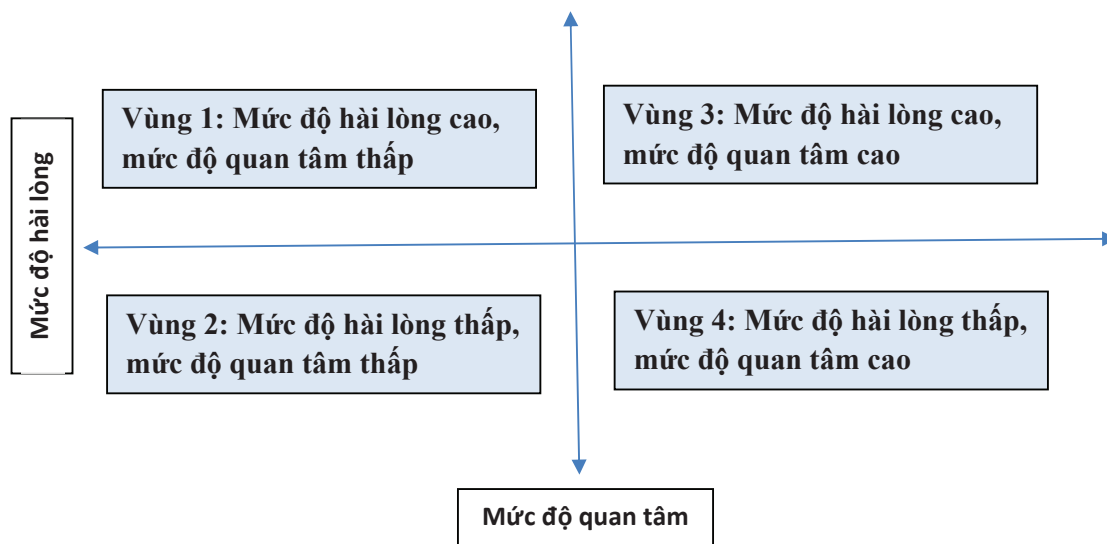 Mức độ hài lòng
Vùng 1: Mức độ hài lòng cao,
mức độ quan tâm thấp
Vùng 3: Mức độ hài lòng cao,
mức độ quan tâm cao
Vùng 2: Mức độ hài lòng thấp,
mức độ quan tâm thấp
Vùng 4: Mức độ hài lòng thấp,
mức độ quan tâm cao
Mức độ quan tâm